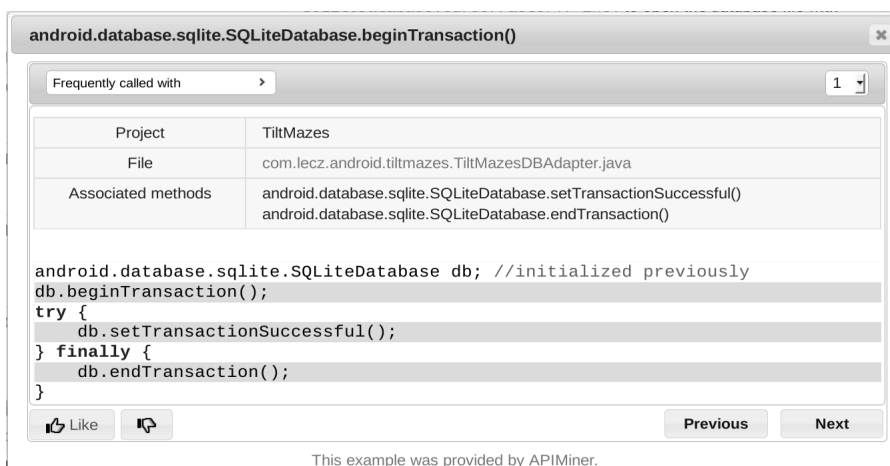 android.database.sqlite.SQLiteDatabase.beginTransaction()
Frequently called with
1
Project TiltMazes
File com.lecz.android.tiltmazes.TiltMazesDBAdapter.java
Associated methods android.database.sqlite.SQLiteDatabase.setTransactionSuccessful()
android.database.sqlite.SQLiteDatabase.endTransaction()
android.database.sqlite.SQLiteDatabase db; //initialized previously
db.beginTransaction();
try {
    db.setTransactionSuccessful();
} finally {
    db.endTransaction();
}
Like Previous Next
This example was provided by APIMiner.